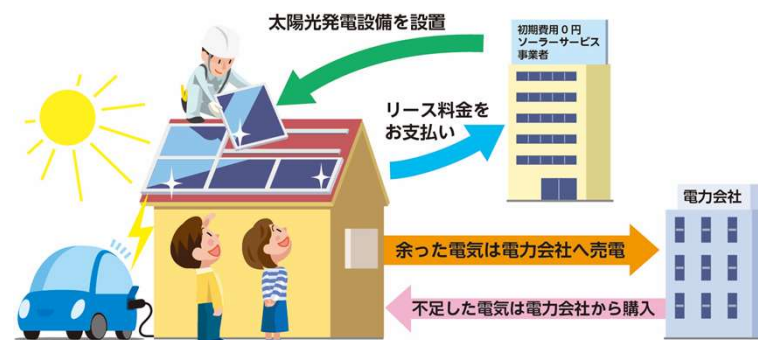 太陽光発電設備を設置
初期費用0円
ソーラーサービス
事業者
リース料金を
お支払い
電力会社
余った電気は電力会社へ売電
不足した電気は電力会社から購入